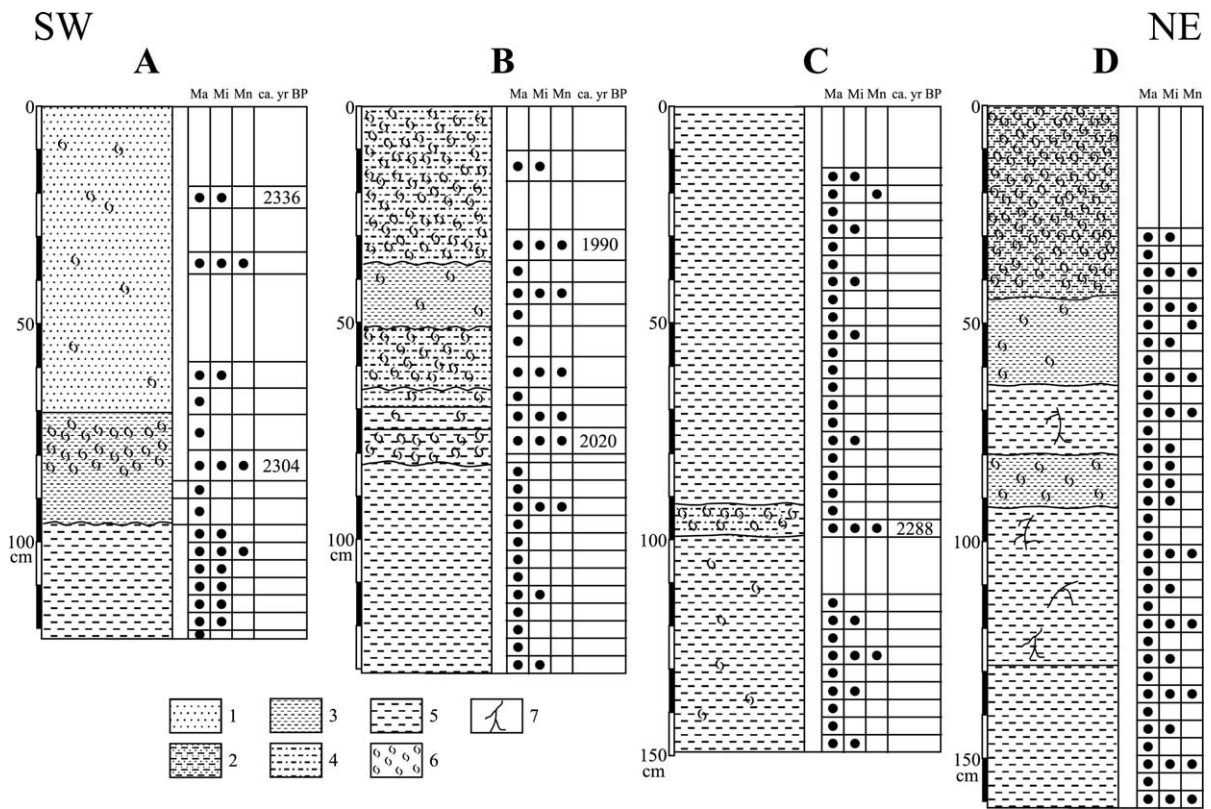 SW NE
A B C D
Ma Mi Mn ca. yr BP Ma Mi Mn ca. yr BP Ma Mi Mn ca. yr BP Ma Mi Mn
0 0 0 0
2336
1990
50 50 50 50
2304 2020
2288
100 100 100 100
cm cm cm cm
1 3 5 7
2 4 6
150 150
cm cm